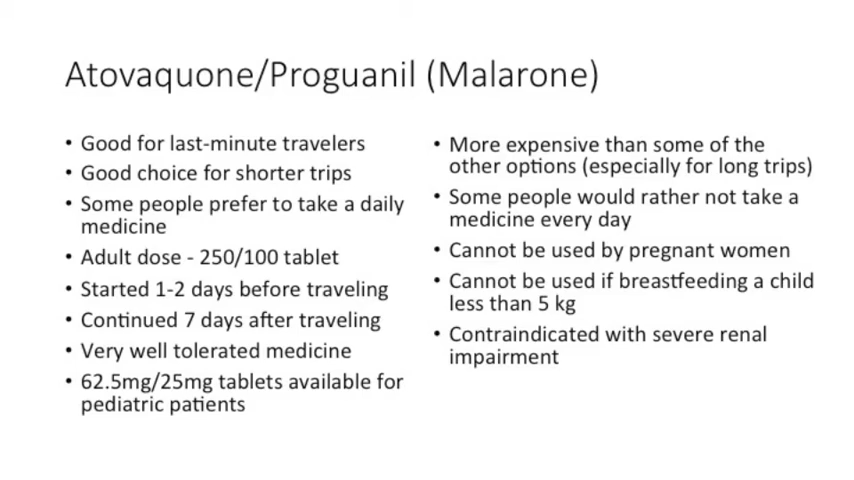 Atovaquone/Proguanil (Malarone)
• Good for last-minute travelers
• Good choice for shorter trips
• Some people prefer to take a daily
medicine
• Adult dose - 250/100 tablet
• Started 1-2 days before traveling
• Continued 7 days after traveling
• Very well tolerated medicine
• 62.5mg/25mg tablets available for
pediatric patients
• More expensive than some of the
other options (especially for long trips)
• Some people would rather not take a
medicine every day
• Cannot be used by pregnant women
• Cannot be used if breastfeeding a child
less than 5 kg
• Contraindicated with severe renal
impairment